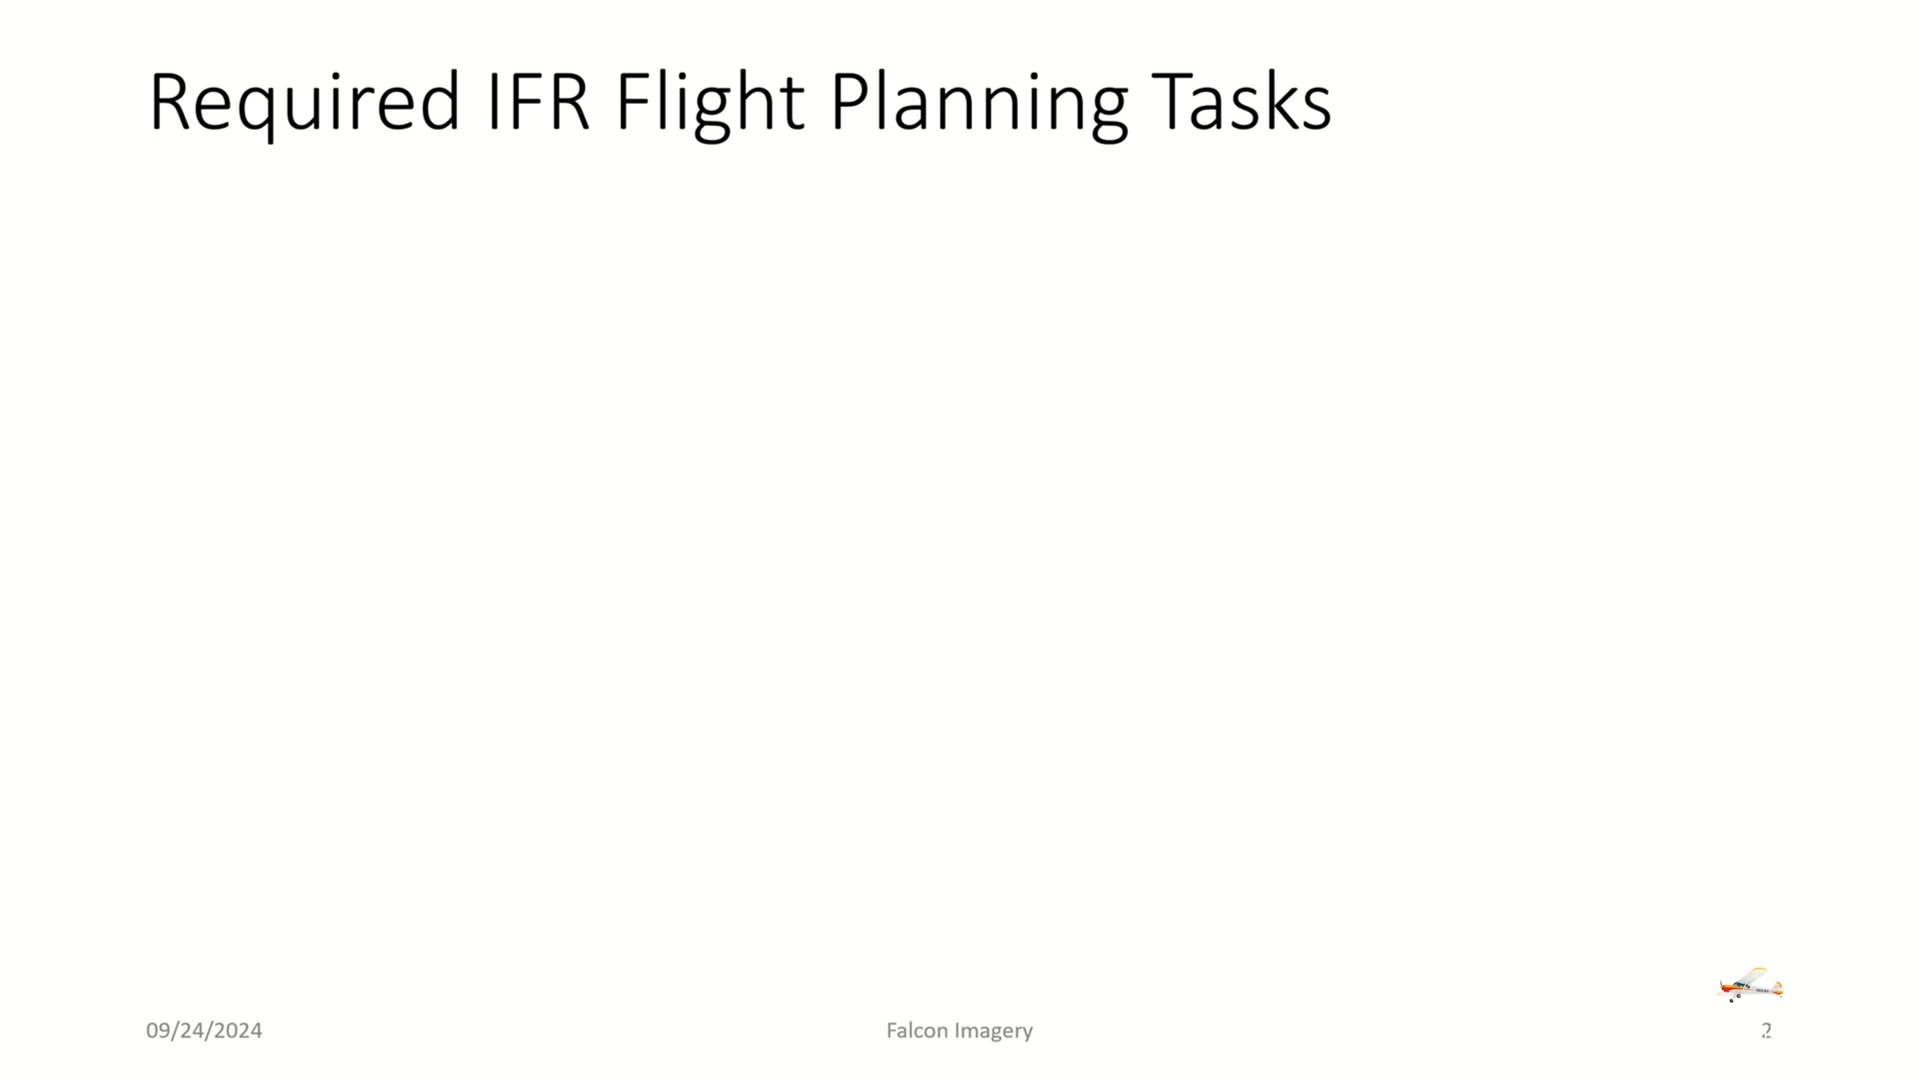 Required IFR Flight Planning Tasks
09/24/2024
Falcon Imagery
2